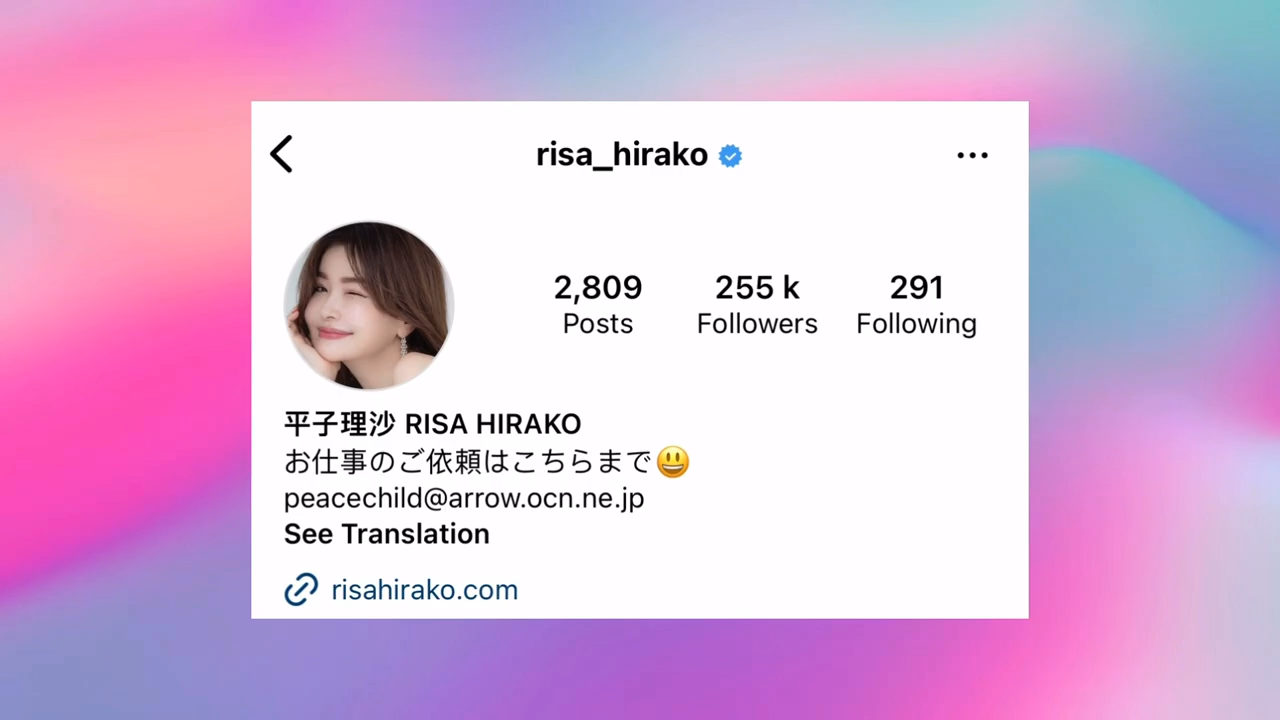 risa_hirako
2,809
Posts
255 k
Followers
291
Following
平子理沙 RISA HIRAKO
お仕事のご依頼はこちらまで😃
peacechild@arrow.ocn.ne.jp
See Translation
risahirako.com